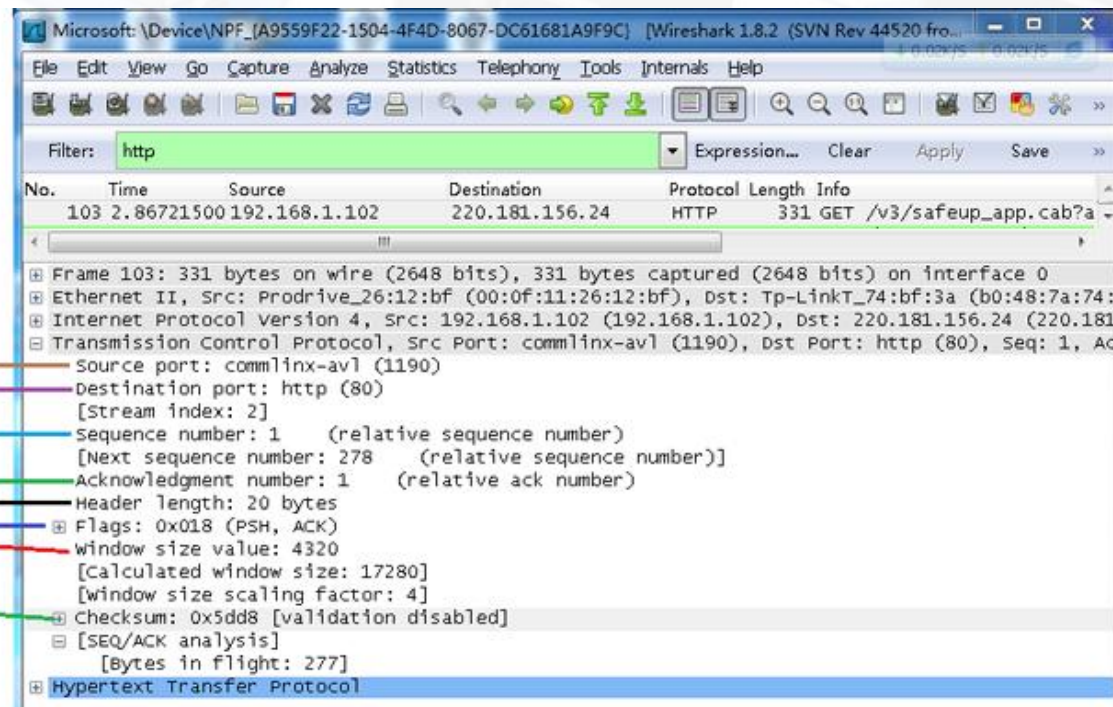 Microsoft: \Device\NPF_{A9559F22-1504-4F4D-8067-DC61681A9F9C} [Wireshark 1.8.2 (SVN Rev 44520 fro...
0.02K/S 0.02K/S
File Edit View Go Capture Analyze Statistics Telephony Tools Internals Help
Filter: http Expression... Clear Apply Save
No. Time Source Destination Protocol Length Info
103 2.86721500 192.168.1.102 220.181.156.24 HTTP 331 GET /v3/safeup_app.cab?a
Frame 103: 331 bytes on wire (2648 bits), 331 bytes captured (2648 bits) on interface 0
Ethernet II, Src: Prodrive_26:12:bf (00:0f:11:26:12:bf), Dst: Tp-LinkT_74:bf:3a (b0:48:7a:74:
Internet Protocol Version 4, Src: 192.168.1.102 (192.168.1.102), Dst: 220.181.156.24 (220.181
Transmission Control Protocol, Src Port: commlinx-avl (1190), Dst Port: http (80), Seq: 1, Ac
Source port: commlinx-avl (1190)
Destination port: http (80)
[Stream index: 2]
Sequence number: 1 (relative sequence number)
[Next sequence number: 278 (relative sequence number)]
Acknowledgment number: 1 (relative ack number)
Header length: 20 bytes
Flags: 0x018 (PSH, ACK)
Window size value: 4320
[Calculated window size: 17280]
[Window size scaling factor: 4]
Checksum: 0x5dd8 [validation disabled]
[SEQ/ACK analysis]
[Bytes in flight: 277]
Hypertext Transfer Protocol